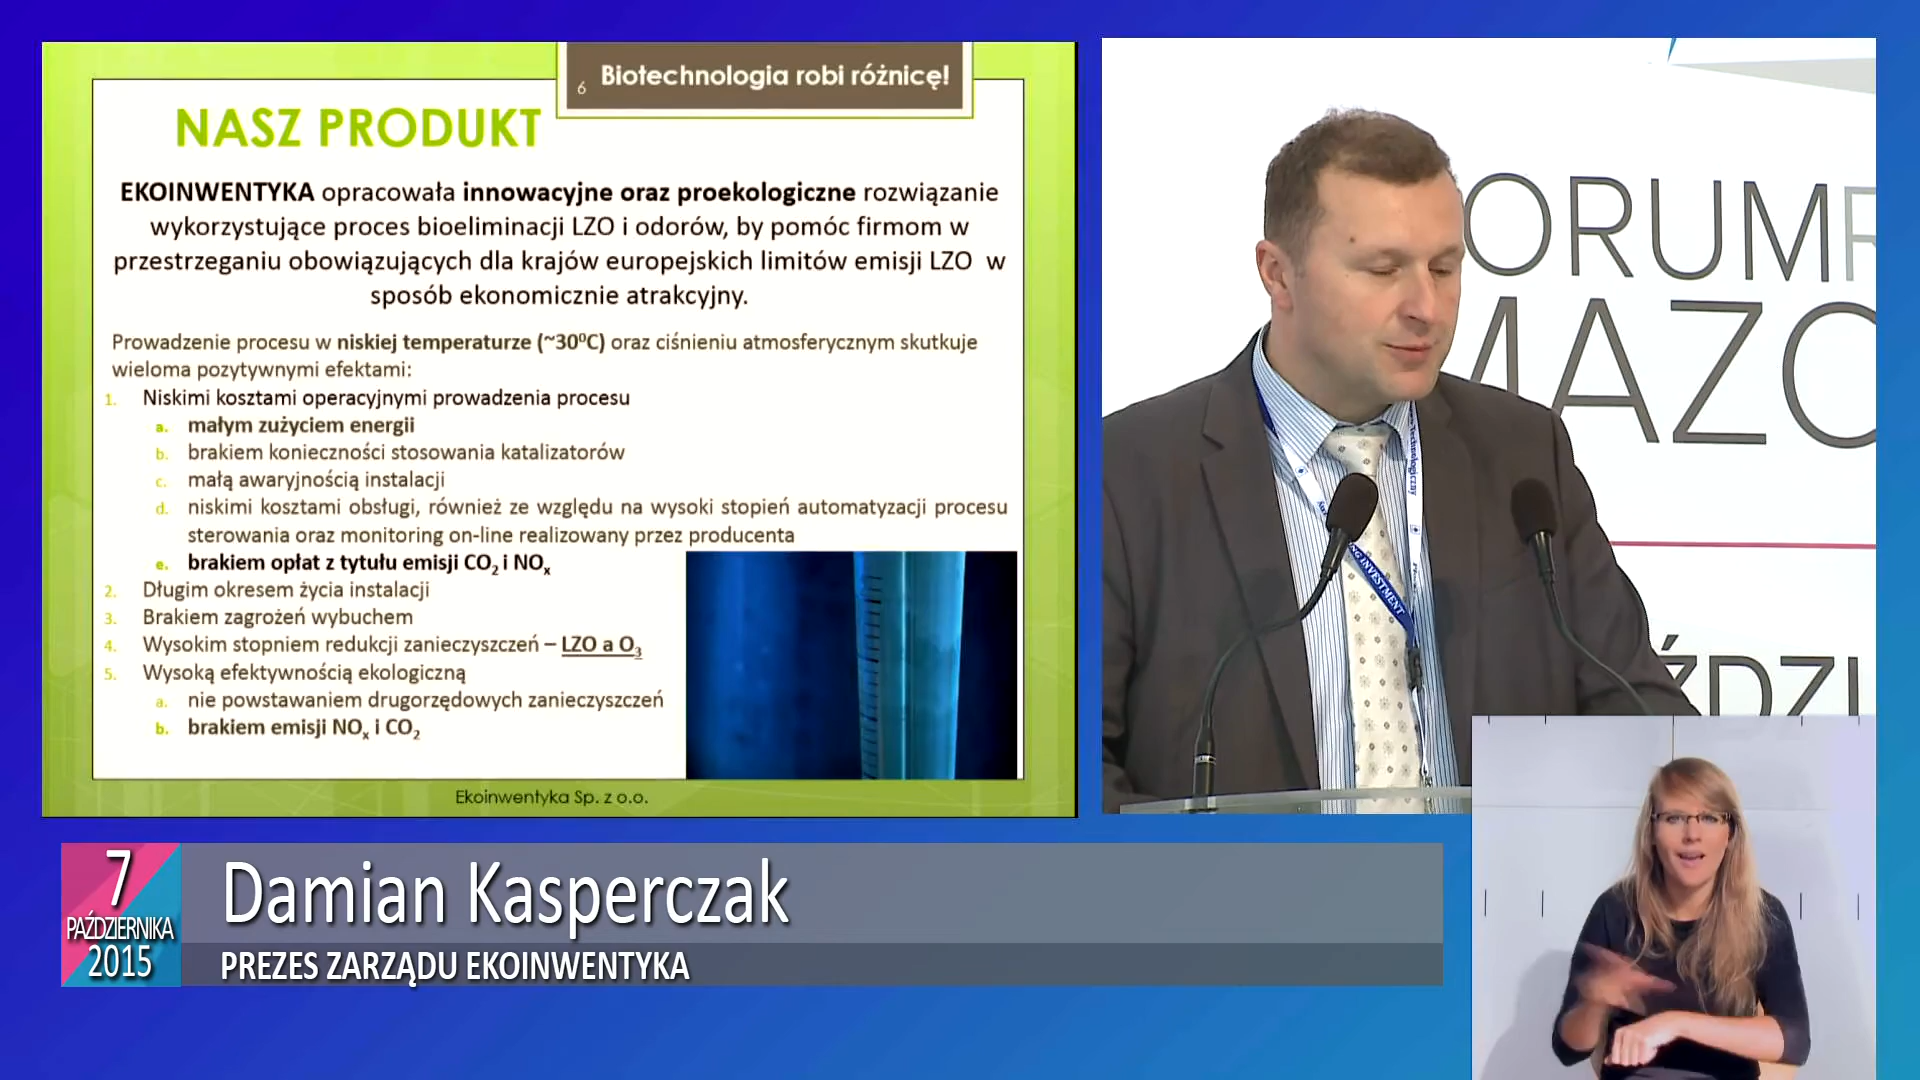 6 Biotechnologia robi różnicę!
NASZ PRODUKT
EKOINWENTYKA opracowała innowacyjne oraz proekologiczne rozwiązanie
wykorzystujące proces bioeliminacji LZO i odorów, by pomóc firmom w
przestrzeganiu obowiązujących dla krajów europejskich limitów emisji LZO w
sposób ekonomicznie atrakcyjny.
Prowadzenie procesu w niskiej temperaturze (~30⁰C) oraz ciśnieniu atmosferycznym skutkuje
wieloma pozytywnymi efektami:
1. Niskimi kosztami operacyjnymi prowadzenia procesu
a. małym zużyciem energii
b. brakiem konieczności stosowania katalizatorów
c. małą awaryjnością instalacji
d. niskimi kosztami obsługi, również ze względu na wysoki stopień automatyzacji procesu
sterowania oraz monitoring on-line realizowany przez producenta
e. brakiem opłat z tytułu emisji CO₂ i NOₓ
2. Długim okresem życia instalacji
3. Brakiem zagrożeń wybuchem
4. Wysokim stopniem redukcji zanieczyszczeń – LZO a O₃
5. Wysoką efektywnością ekologiczną
a. nie powstawaniem drugorzędowych zanieczyszczeń
b. brakiem emisji NOₓ i CO₂
Ekoinwentyka Sp. z o.o.
ORUMR
MAZO
ŹDZI
INVESTMENT
7
PAŹDZIERNIKA
2015
Damian Kasperczak
PREZES ZARZĄDU EKOINWENTYKA